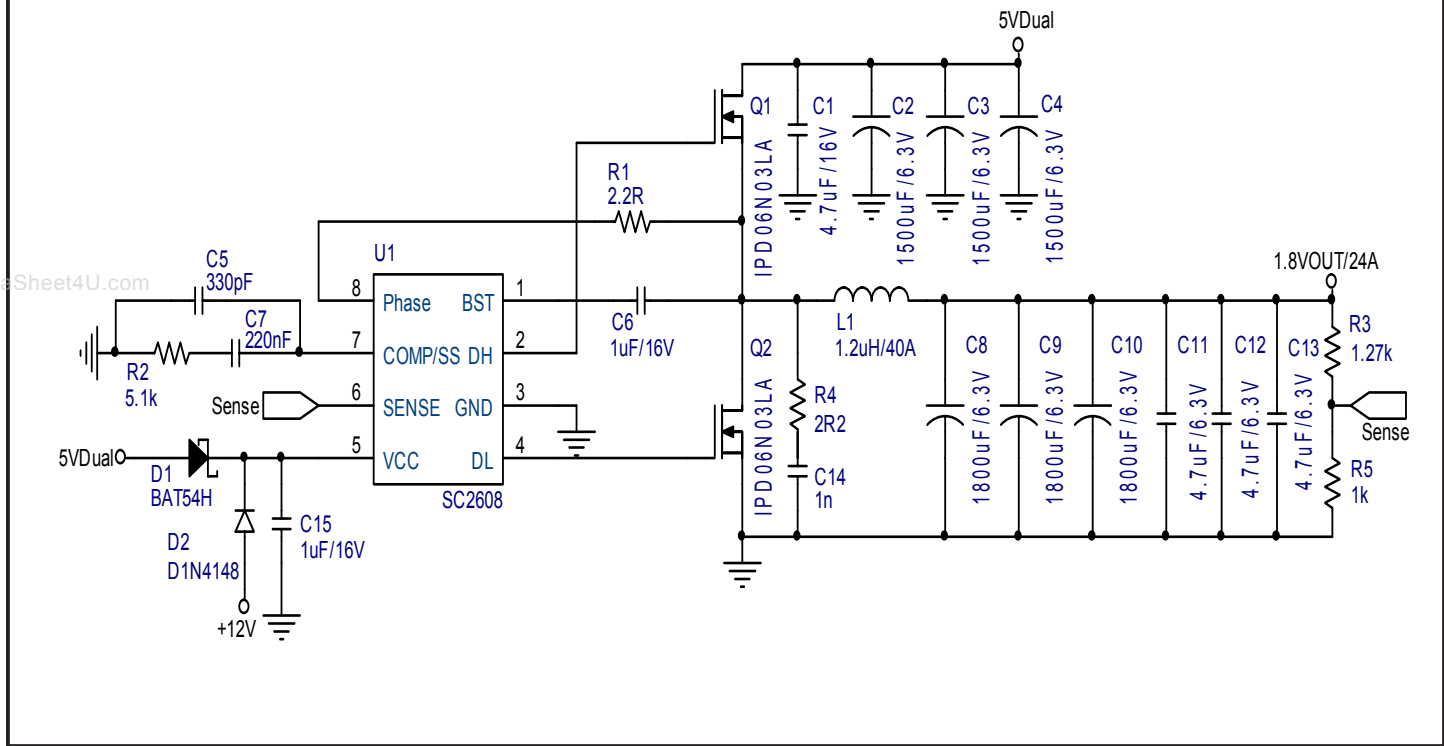 5VDual
Q1
IPD06N03LA
C1
4.7uF/16V
C2
1500uF/6.3V
C3
1500uF/6.3V
C4
1500uF/6.3V
R1
2.2R
U1
C5
330pF
aSheet4U.com
C7
220nF
R2
5.1k
8 Phase BST 1
7 COMP/SS DH 2
6 SENSE GND 3
5 VCC DL 4
SC2608
Sense
5VDual
D1
BAT54H
D2
D1N4148
+12V
C15
1uF/16V
C6
1uF/16V
Q2
IPD06N03LA
R4
2R2
C14
1n
L1
1.2uH/40A
C8
1800uF/6.3V
C9
1800uF/6.3V
C10
1800uF/6.3V
C11
4.7uF/6.3V
C12
4.7uF/6.3V
C13
4.7uF/6.3V
1.8VOUT/24A
R3
1.27k
Sense
R5
1k